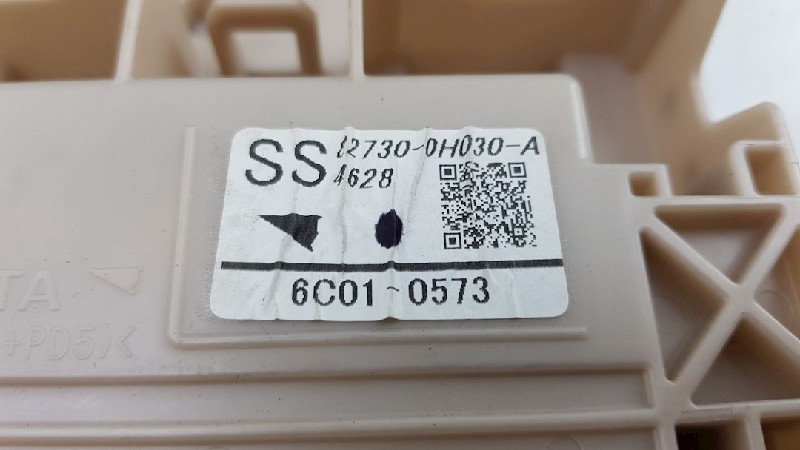 SS 82730-0H030-A
4628
6C01-0573
TA
+PD5)<